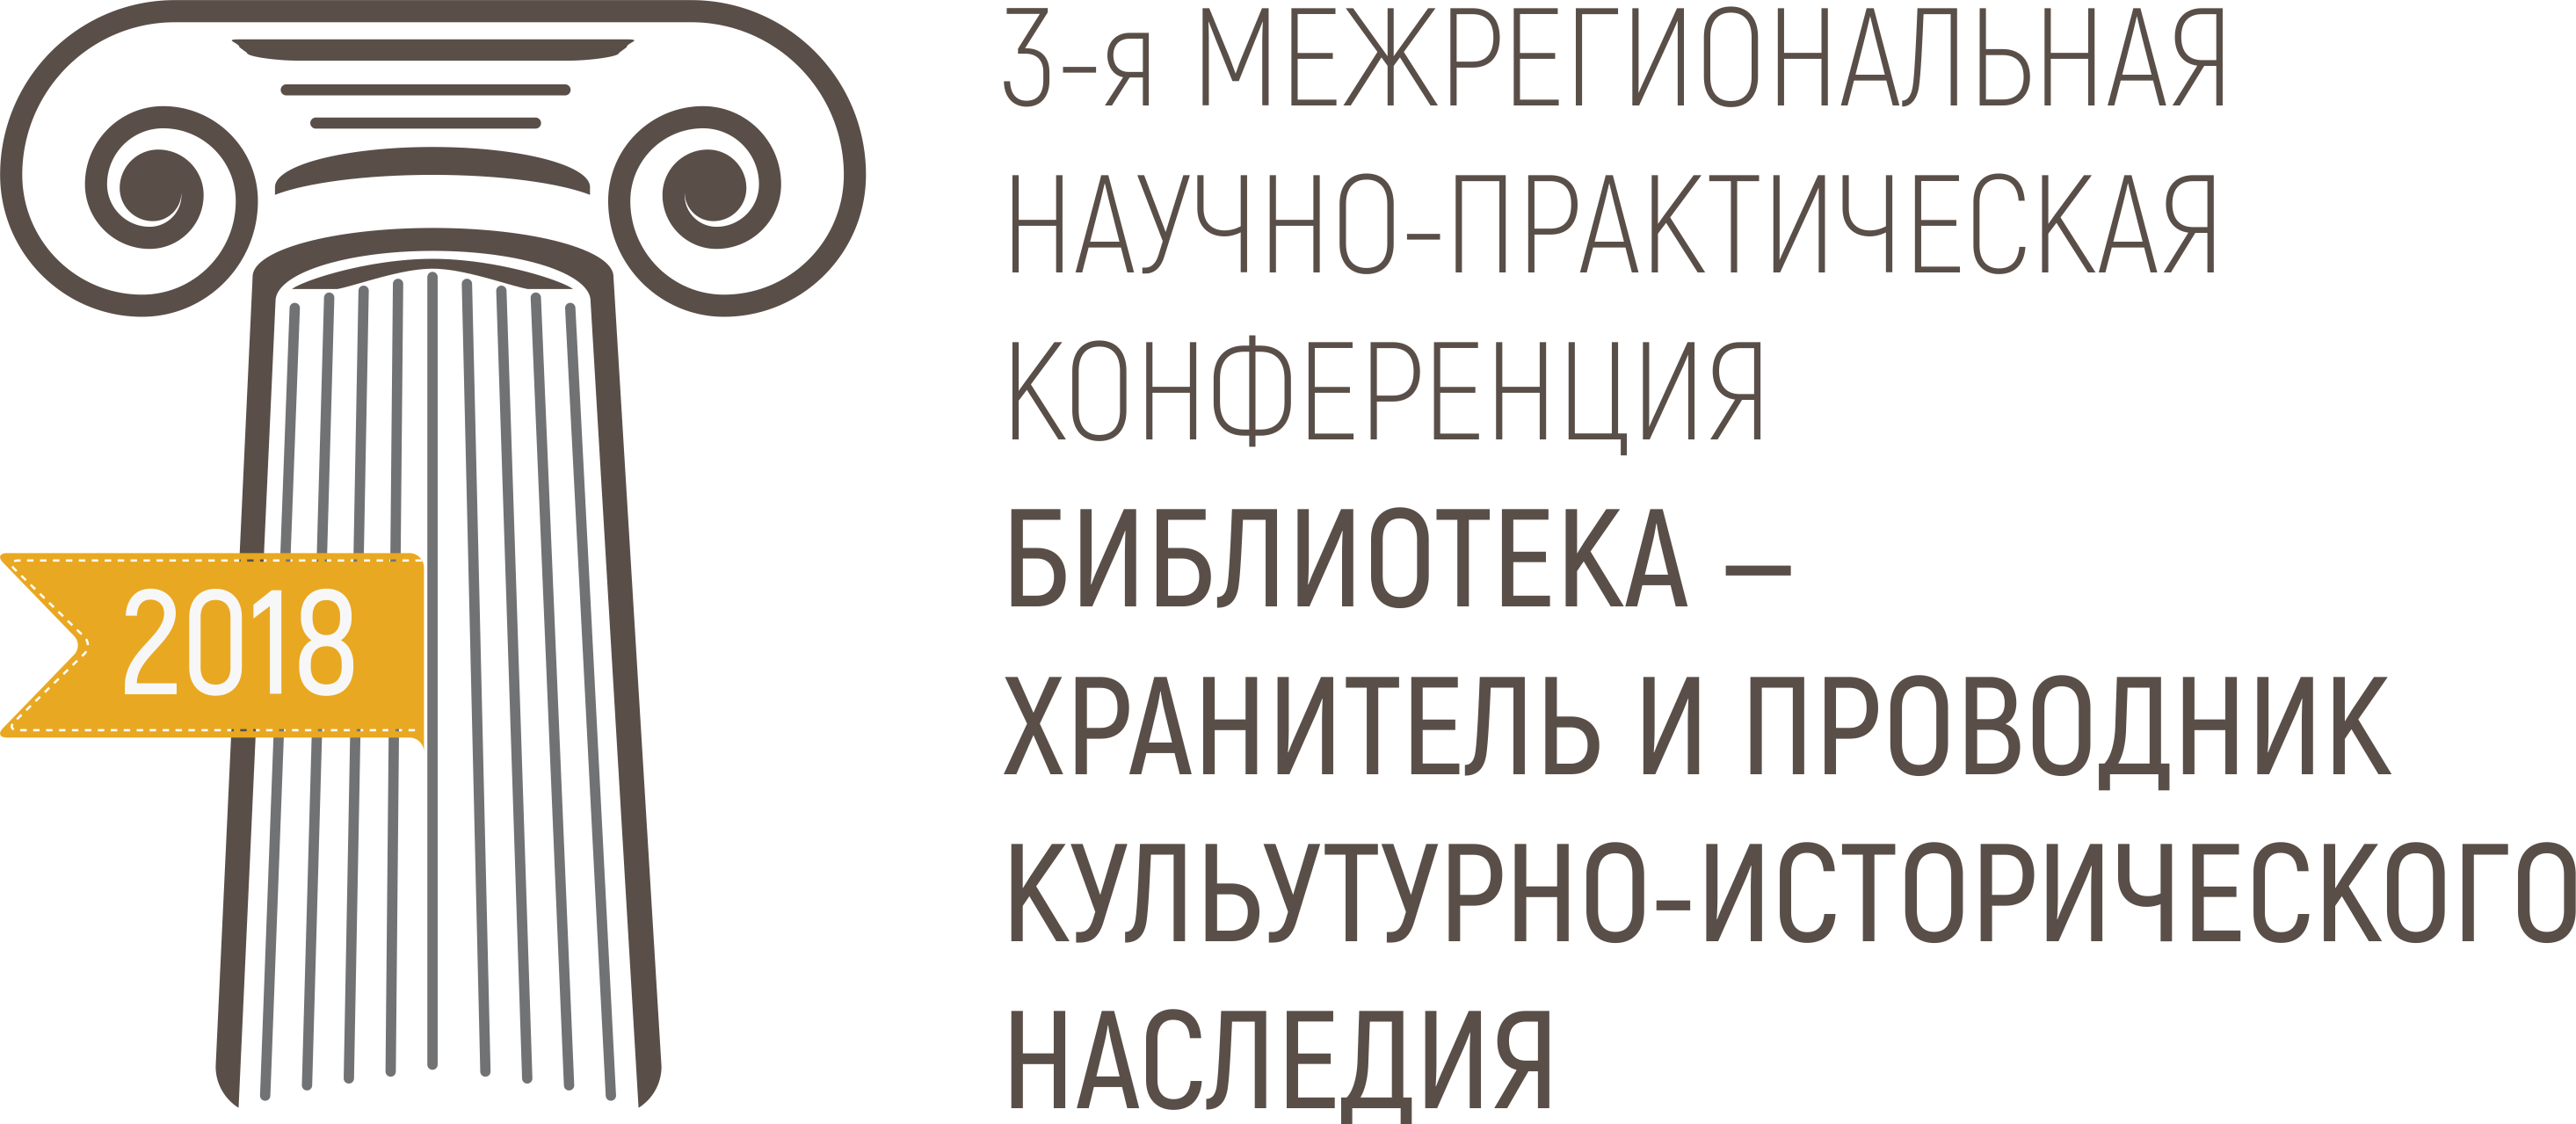 3-я МЕЖРЕГИОНАЛЬНАЯ
НАУЧНО-ПРАКТИЧЕСКАЯ
КОНФЕРЕНЦИЯ
БИБЛИОТЕКА –
ХРАНИТЕЛЬ И ПРОВОДНИК
КУЛЬТУРНО-ИСТОРИЧЕСКОГО
НАСЛЕДИЯ
2018